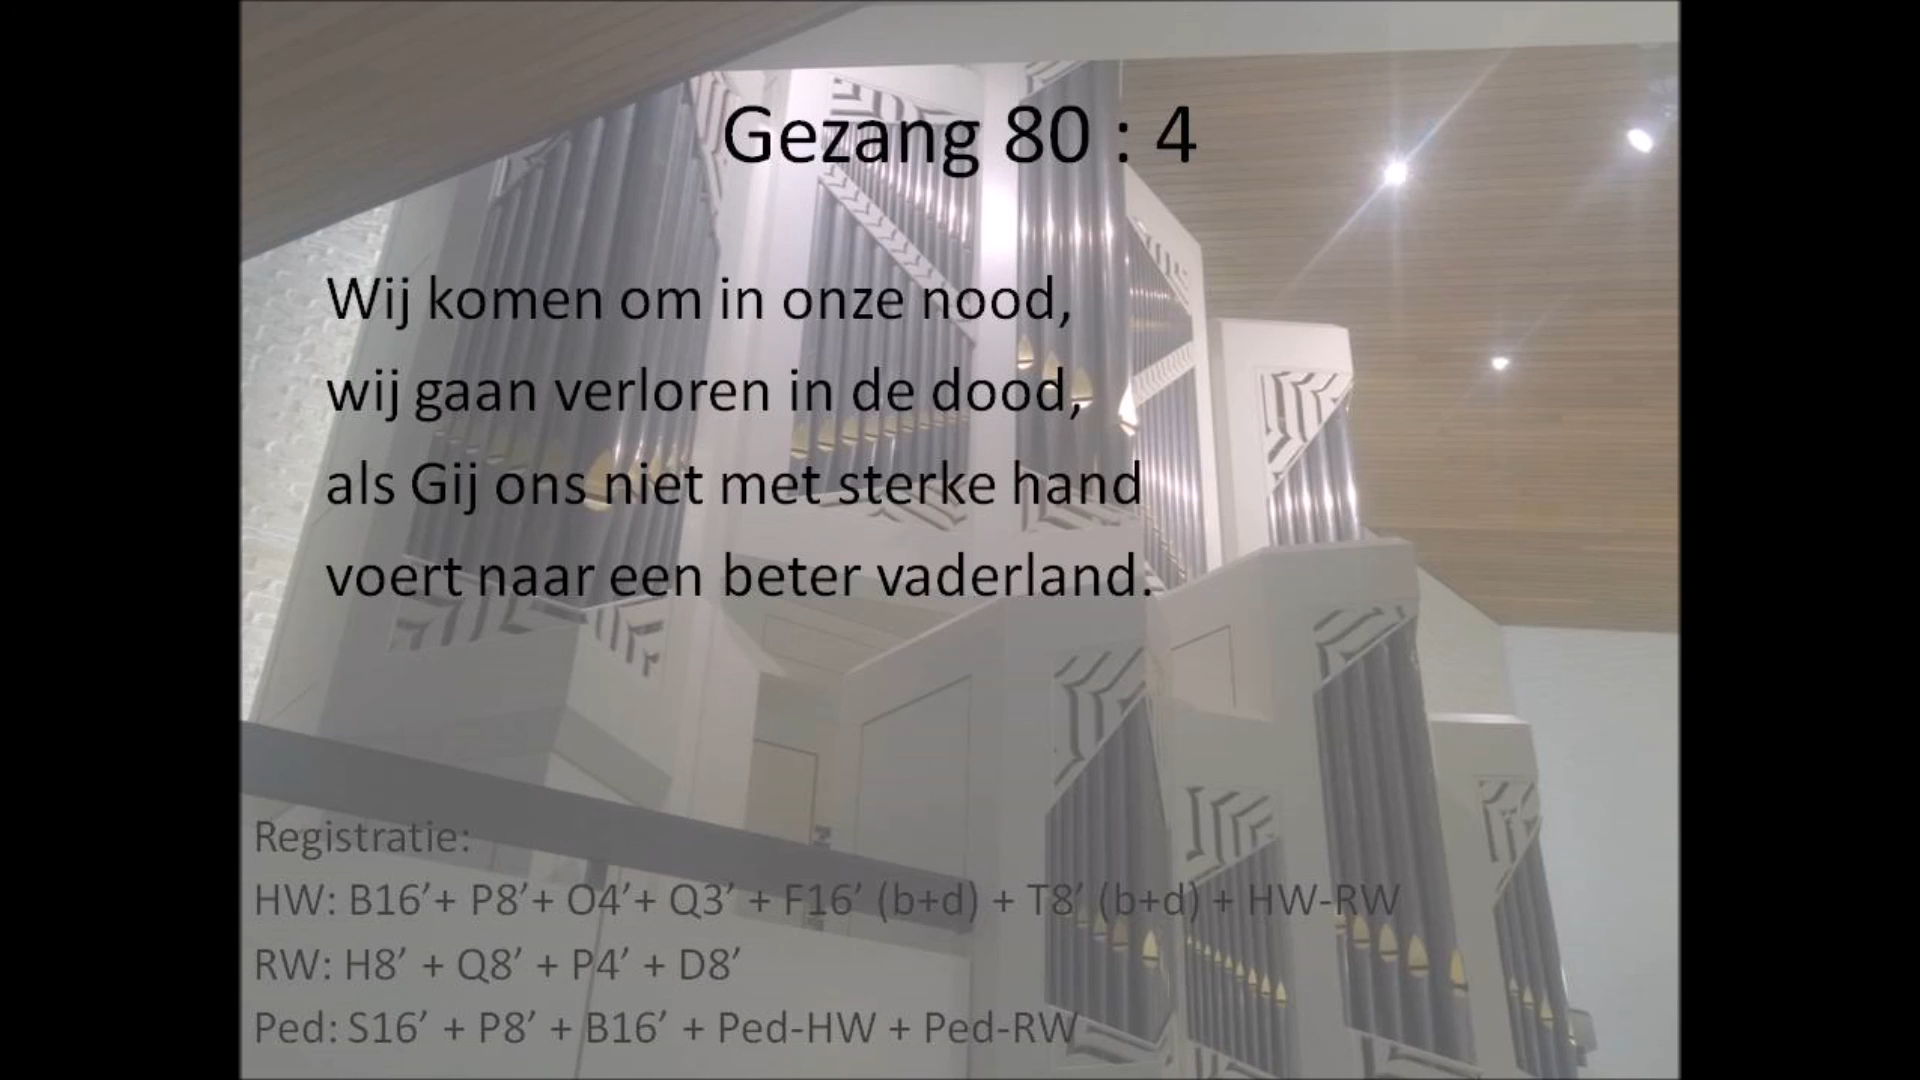 Gezang 80 : 4
Wij komen om in onze nood,
wij gaan verloren in de dood,
als Gij ons niet met sterke hand
voert naar een beter vaderland.
Registratie:
HW: B16’+ P8’+ O4’+ Q3’ + F16’ (b+d) + T8’ (b+d) + HW-RW
RW: H8’ + Q8’ + P4’ + D8’
Ped: S16’ + P8’ + B16’ + Ped-HW + Ped-RW